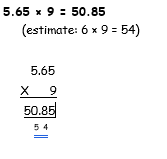 5.65 × 9 = 50.85
(estimate: 6 × 9 = 54)
5.65
X 9
50.85
5 4